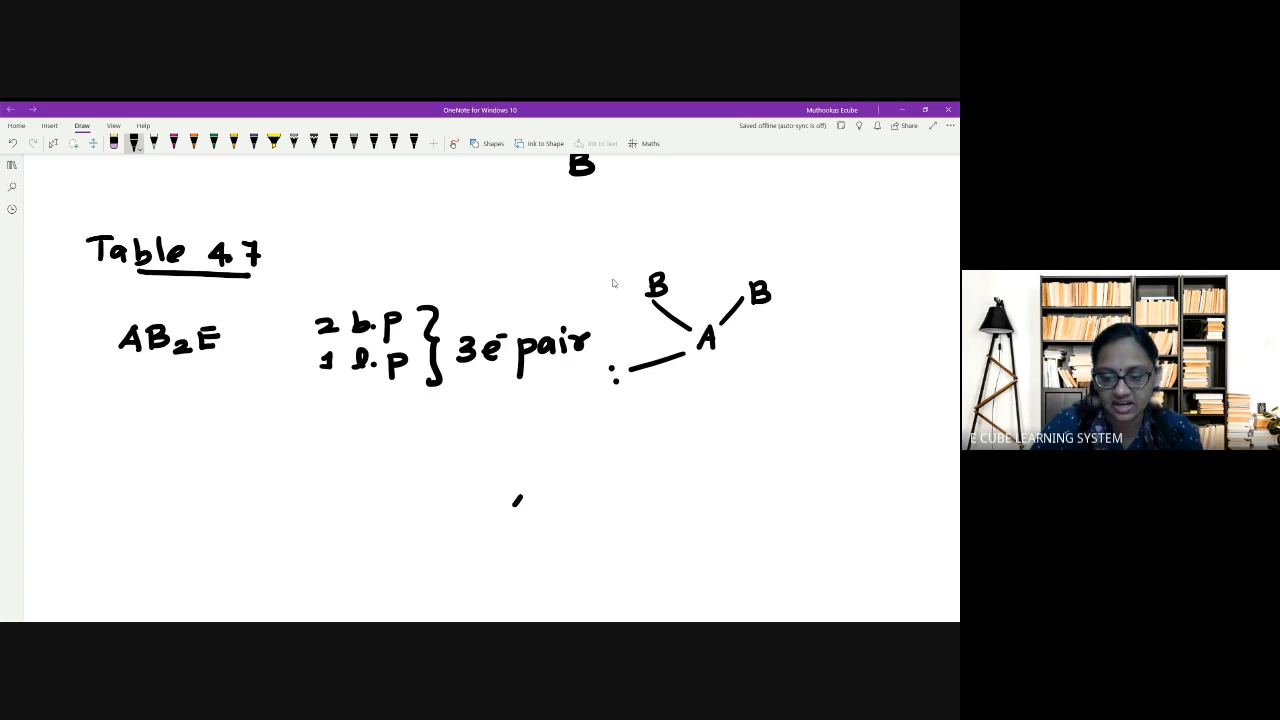 OneNote for Windows 10
Muthookas Ecube
Home Insert Draw View Help
Saved offline (auto-sync is off)
Share
Shapes
Ink to Shape
Ink to Text
Maths
B
Table 4.7
B B
AB₂E 2 b.p } 3e⁻ pair : A
1 l.p
E CUBE LEARNING SYSTEM